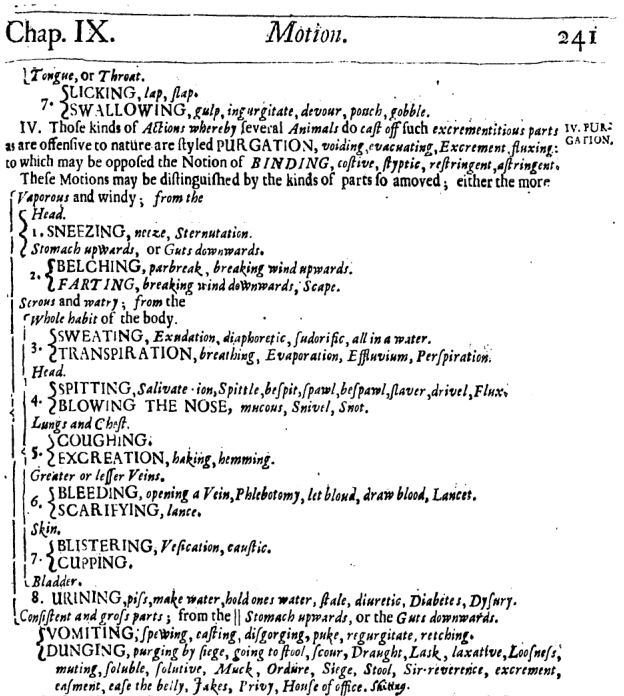 Chap. IX. Motion. 241
Tongue, or Throat.
7. LICKING, lap, ſlap.
SWALLOWING, gulp, ingurgitate, devour, pouch, gobble.
IV. Thoſe kinds of Actions whereby ſeveral Animals do caſt off ſuch excrementitious parts
as are offenſive to nature are ſtyled PURGATION, voiding, evacuating, Excrement, fluxing:
to which may be oppoſed the Notion of BINDING, coſtive, ſtyptic, reſtringent, aſtringent.
IV. PUR-
GATION.
Theſe Motions may be diſtinguiſhed by the kinds of parts ſo amoved; either the more
Vaporous and windy; from the
Head.
1. SNEEZING, neeze, Sternutation.
Stomach upwards, or Guts downwards.
2. BELCHING, parbreak, breaking wind upwards.
FARTING, breaking wind downwards, Scape.
Serous and watry; from the
Whole habit of the body.
3. SWEATING, Exudation, diaphoretic, ſudorific, all in a water.
TRANSPIRATION, breathing, Evaporation, Effluvium, Perſpiration.
Head.
4. SPITTING, Salivate-ion, Spittle, beſpit, ſpawl, beſpawl, ſlaver, drivel, Flux.
BLOWING THE NOSE, mucous, Snivel, Snot.
Lungs and Cheſt.
5. COUGHING.
EXCREATION, haking, hemming.
Greater or leſſer Veins.
6. BLEEDING, opening a Vein, Phlebotomy, let bloud, draw blood, Lancet.
SCARIFYING, lance.
Skin.
7. BLISTERING, Veſication, cauſtic.
CUPPING.
Bladder.
8. URINING, piſs, make water, hold ones water, ſtale, diuretic, Diabetes, Dyſury.
Conſiſtent and groſs parts; from the || Stomach upwards, or the Guts downwards.
VOMITING, ſpewing, caſting, diſgorging, puke, regurgitate, retching.
DUNGING, purging by ſiege, going to ſtool, ſcour, Draught, Lask, laxative, Looſneſs,
muting, ſoluble, ſolutive, Muck, Ordure, Siege, Stool, Sir-reverence, excrement,
eaſment, eaſe the belly, Jakes, Privy, Houſe of office. Shitting.